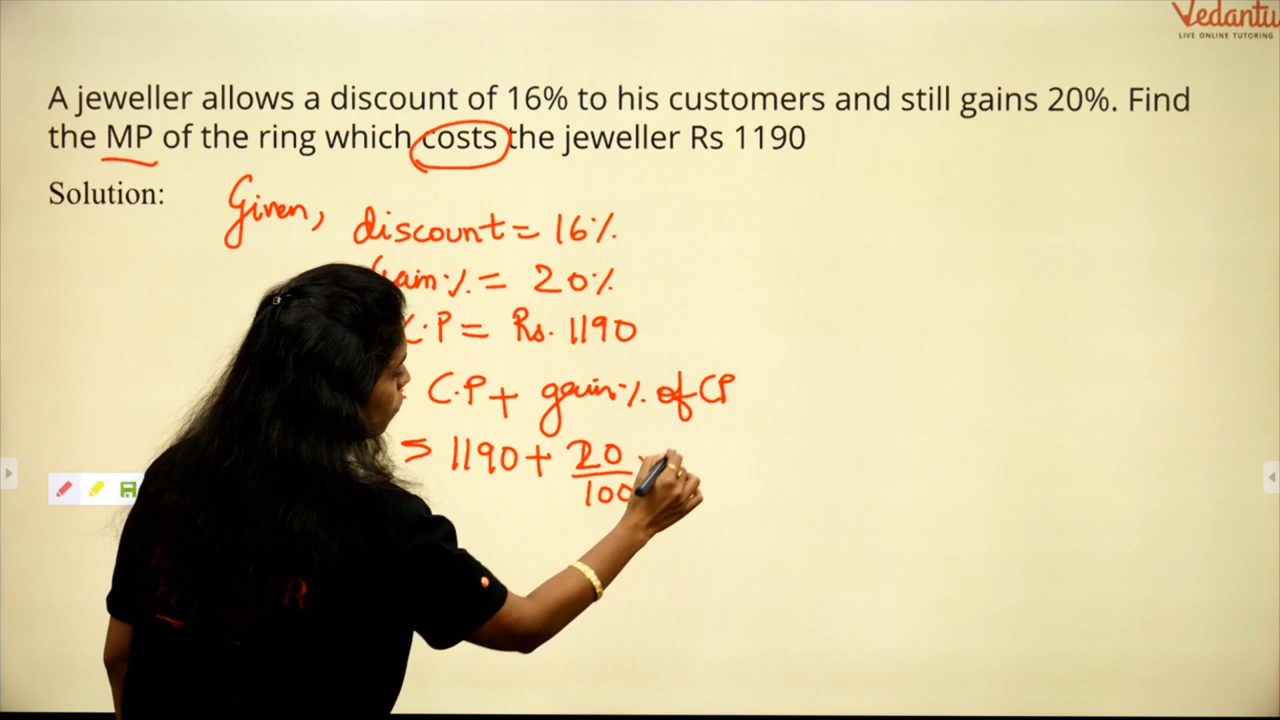 Vedantu
LIVE ONLINE TUTORING
A jeweller allows a discount of 16% to his customers and still gains 20%. Find
the MP of the ring which costs the jeweller Rs 1190
Solution:
Given, discount = 16%
Gain% = 20%
C.P = Rs. 1190
C.P + gain% of CP
= 1190 + 20/100
R